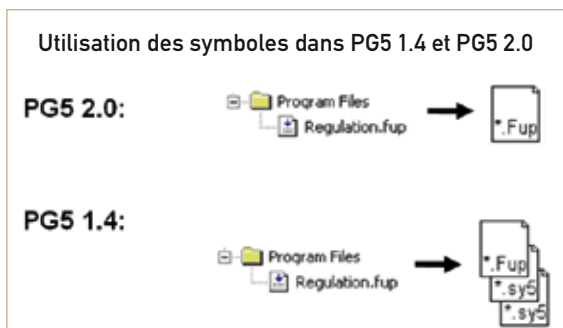 Utilisation des symboles dans PG5 1.4 et PG5 2.0
PG5 2.0:
Program Files
Regulation.fup
*.Fup
PG5 1.4:
Program Files
Regulation.fup
*.Fup
*.sy5
*.sy5